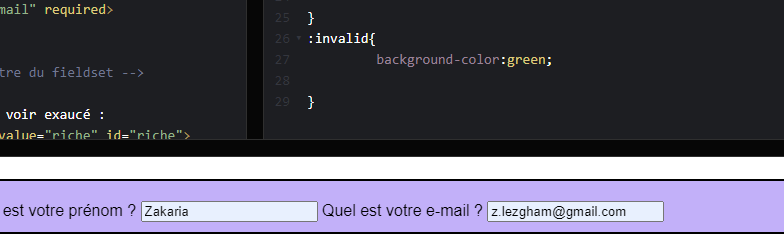 mail" required>
tre du fieldset -->
voir exaucé :
value="riche" id="riche">
25 }
26 :invalid{
27 background-color:green;
28
29 }
est votre prénom ? Zakaria Quel est votre e-mail ? z.lezgham@gmail.com